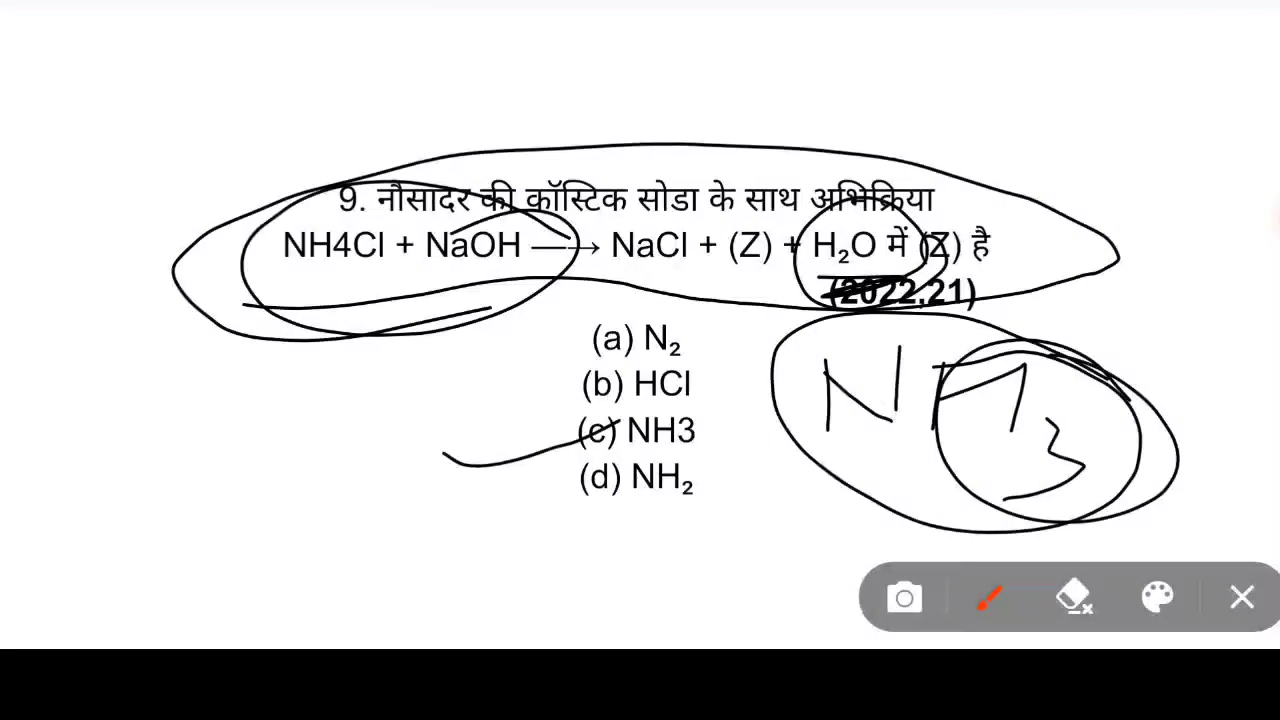 9. नौसादर की कॉस्टिक सोडा के साथ अभिक्रिया
NH4Cl + NaOH —→ NaCl + (Z) + H₂O में (Z) है
(2022,21)
(a) N₂
(b) HCl
(c) NH3
(d) NH₂
NH3